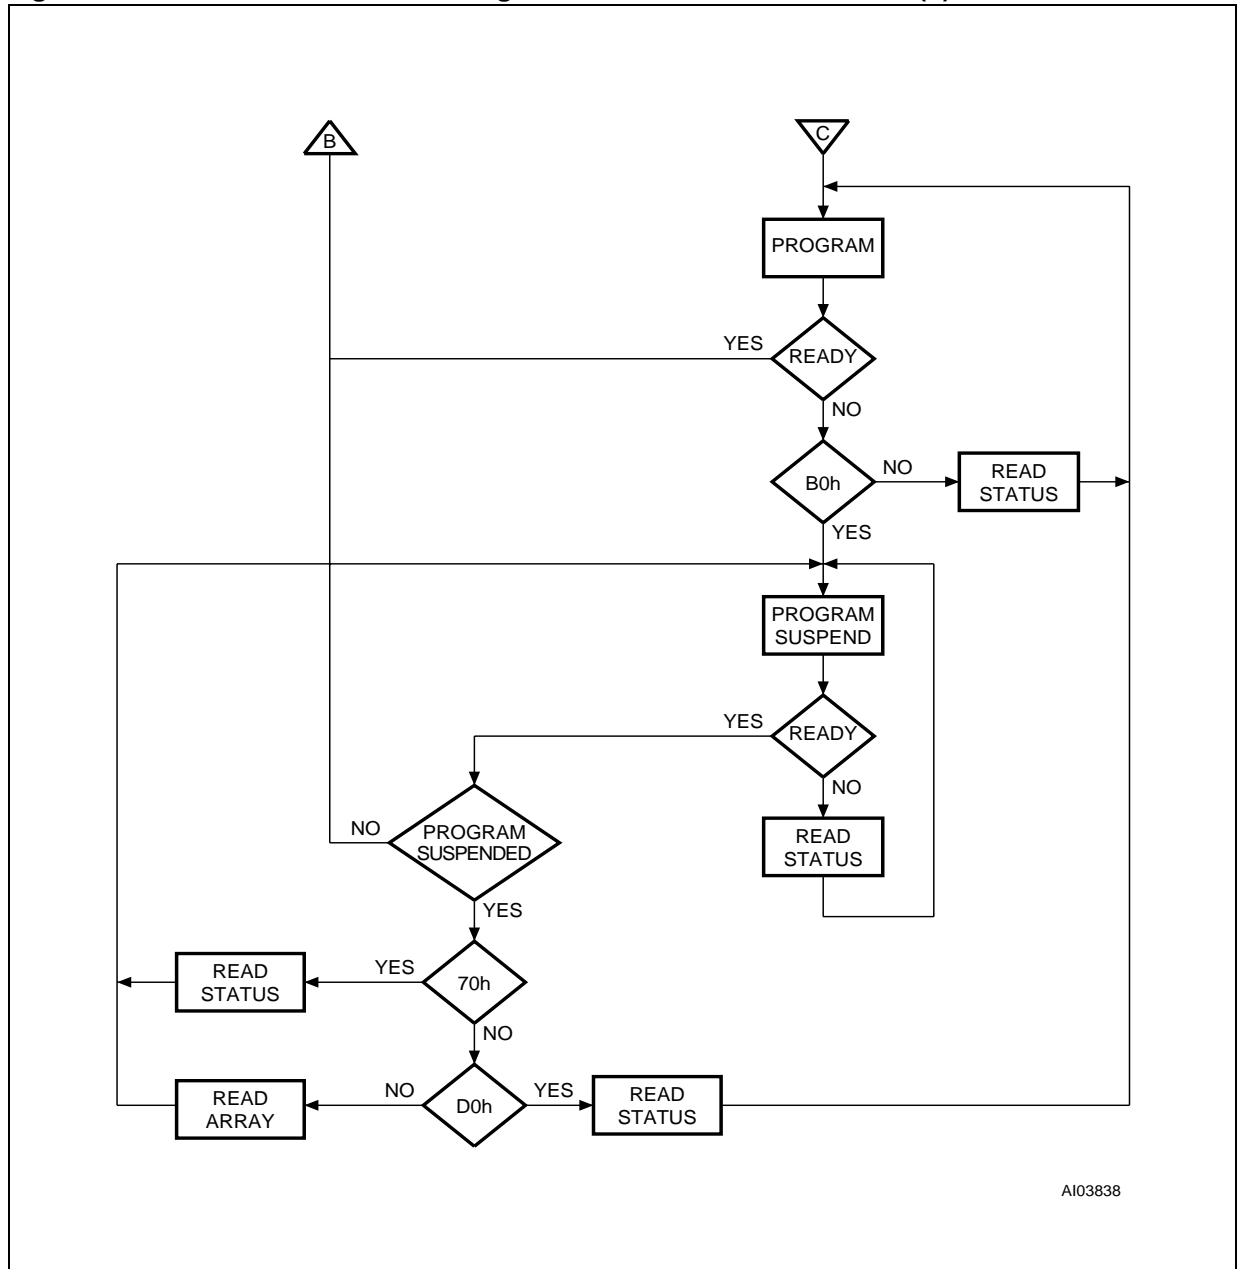 B
C
PROGRAM
YES
READY
NO
B0h
NO
READ
STATUS
YES
PROGRAM
SUSPEND
YES
READY
NO
NO
PROGRAM
SUSPENDED
READ
STATUS
YES
READ
STATUS
YES
70h
NO
READ
ARRAY
NO
D0h
YES
READ
STATUS
AI03838